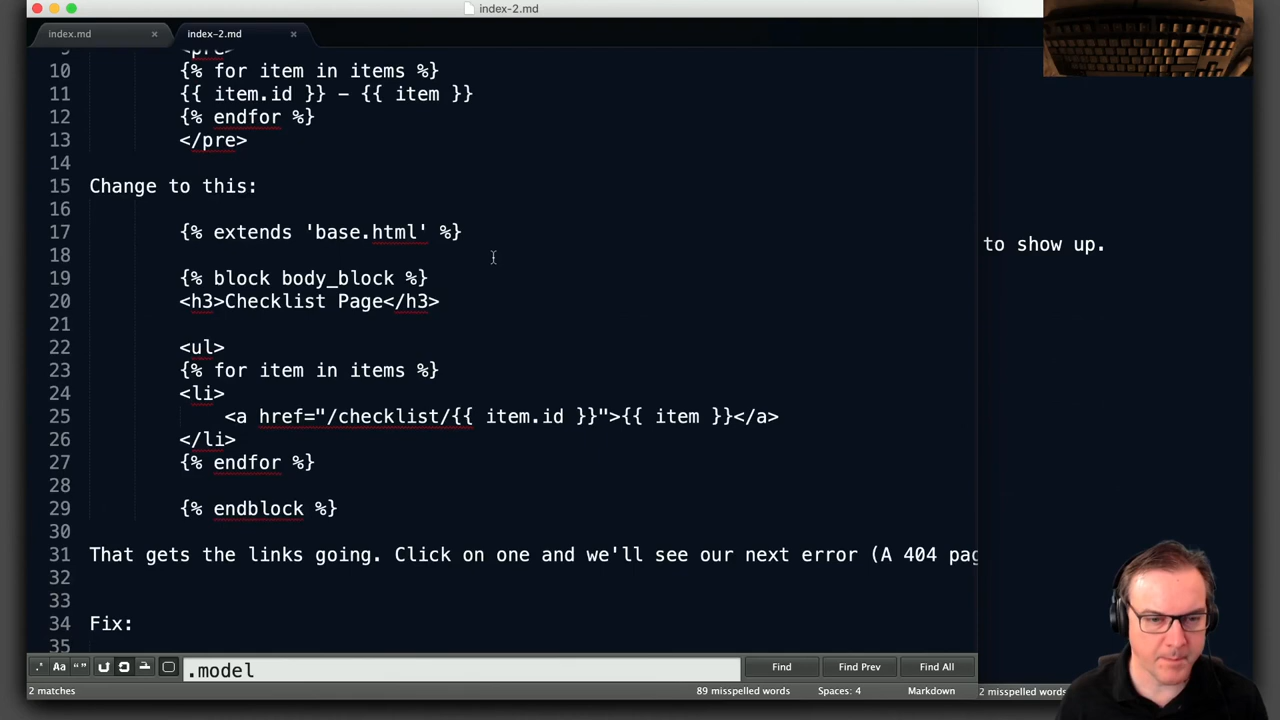 index-2.md
index.md
index-2.md
9 <pre>
10 {% for item in items %}
11 {{ item.id }} - {{ item }}
12 {% endfor %}
13 </pre>
14
15 Change to this:
16
17 {% extends 'base.html' %}
18
19 {% block body_block %}
20 <h3>Checklist Page</h3>
21
22 <ul>
23 {% for item in items %}
24 <li>
25 <a href="/checklist/{{ item.id }}">{{ item }}</a>
26 </li>
27 {% endfor %}
28
29 {% endblock %}
30
31 That gets the links going. Click on one and we'll see our next error (A 404 pag
32
33
34 Fix:
35
to show up.
.* Aa “ ” .model Find Find Prev Find All
2 matches 89 misspelled words Spaces: 4 Markdown 2 misspelled words